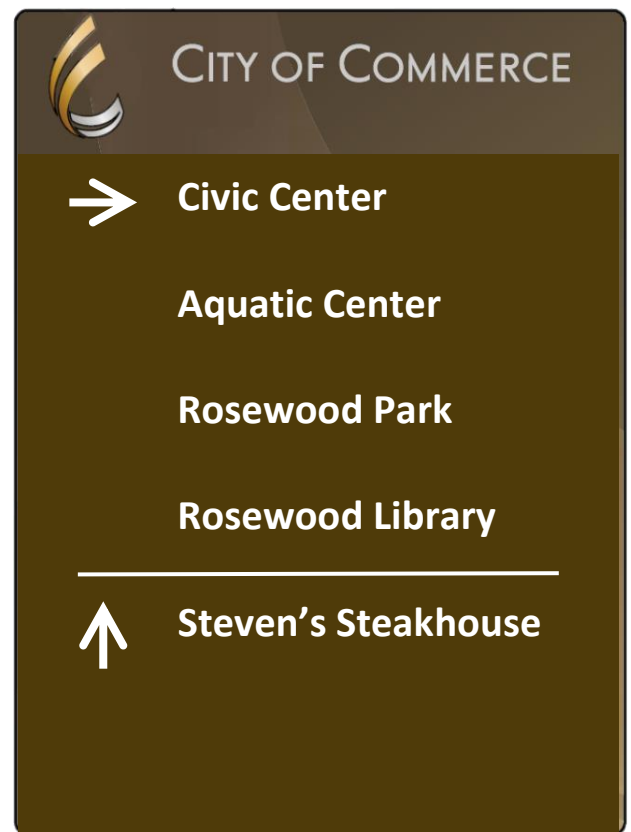 CITY OF COMMERCE
Civic Center
Aquatic Center
Rosewood Park
Rosewood Library
Steven’s Steakhouse